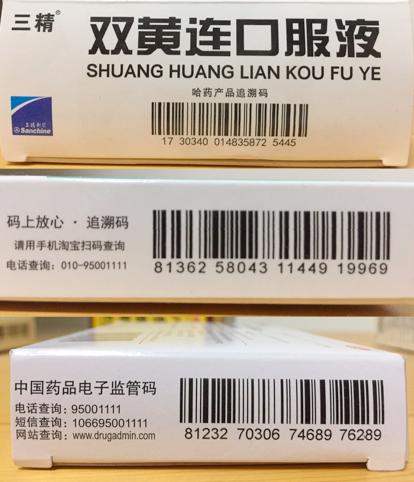 三精®
双黄连口服液
SHUANG HUANG LIAN KOU FU YE
哈药产品追溯码
17 30340 014835872 5445
三精制药
Sanchine
码上放心 · 追溯码
请用手机淘宝扫码查询
电话查询: 010-95001111
81362 58043 11449 19969
中国药品电子监管码
电话查询: 95001111
短信查询: 106695001111
网站查询: www.drugadmin.com
81232 70306 74689 76289